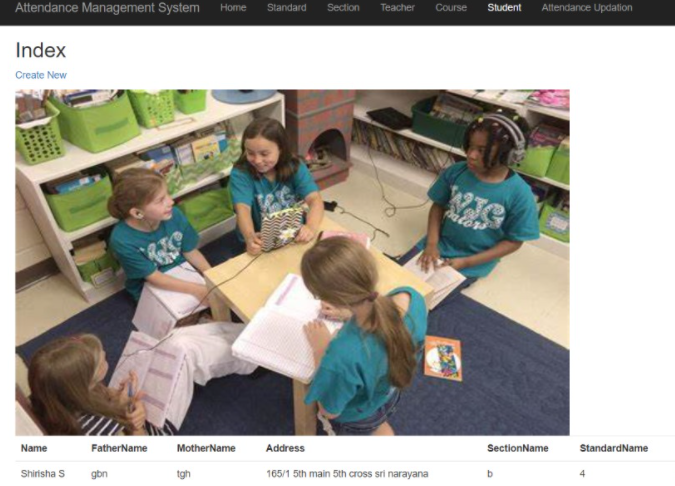 Attendance Management System Home Standard Section Teacher Course Student Attendance Updation
Index
Create New
Name FatherName MotherName Address SectionName StandardName
Shirisha S gbn tgh 165/1 5th main 5th cross sri narayana b 4